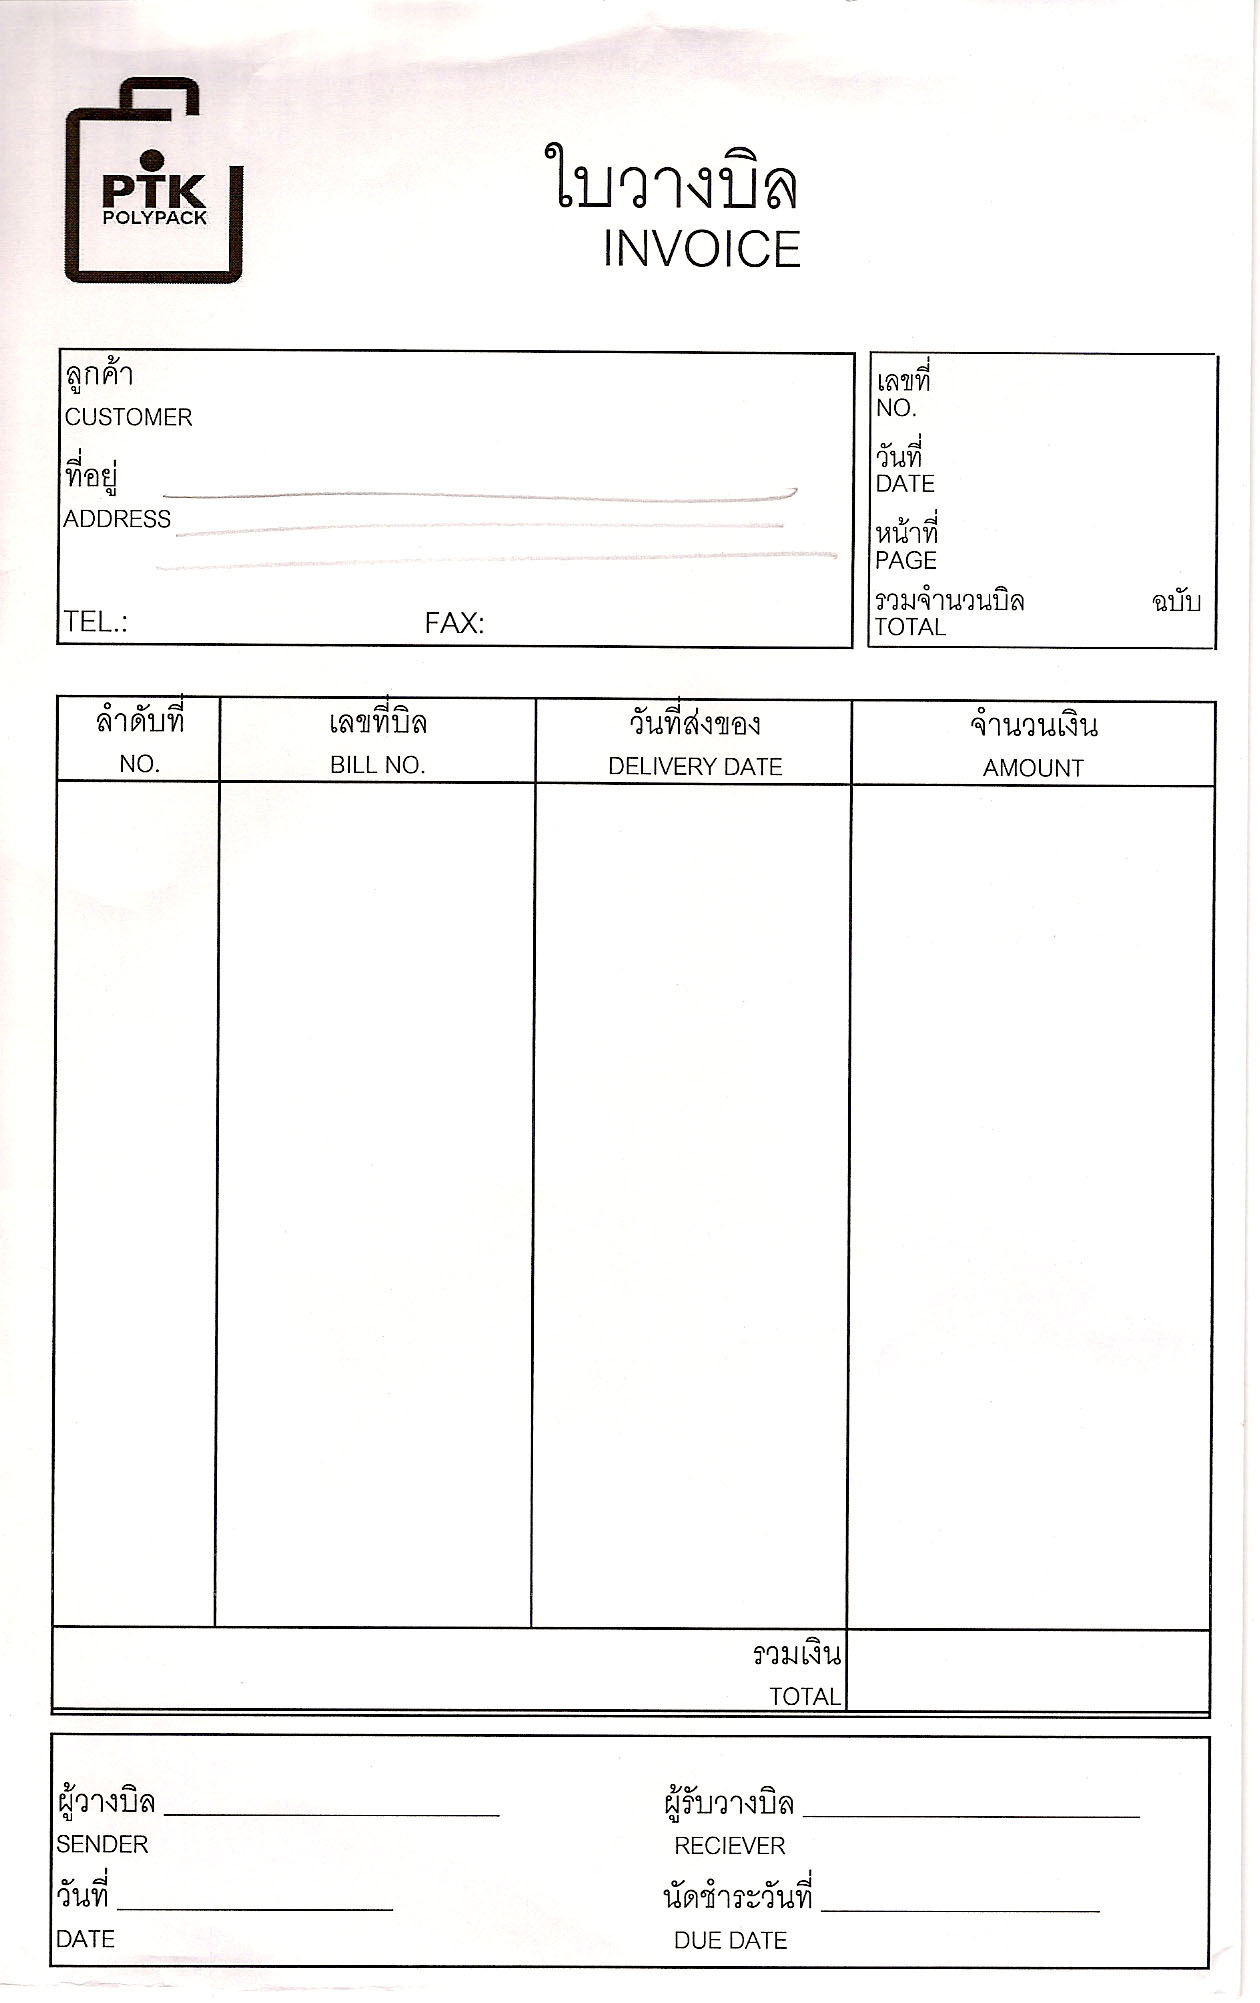 PTK
POLYPACK
ใบวางบิล
INVOICE
ลูกค้า
CUSTOMER
ที่อยู่
ADDRESS
TEL.: FAX:
เลขที่
NO.
วันที่
DATE
หน้าที่
PAGE
รวมจำนวนบิล ฉบับ
TOTAL
ลำดับที่ เลขที่บิล วันที่ส่งของ จำนวนเงิน
NO. BILL NO. DELIVERY DATE AMOUNT
รวมเงิน
TOTAL
ผู้วางบิล ผู้รับวางบิล
SENDER RECIEVER
วันที่ นัดชำระวันที่
DATE DUE DATE